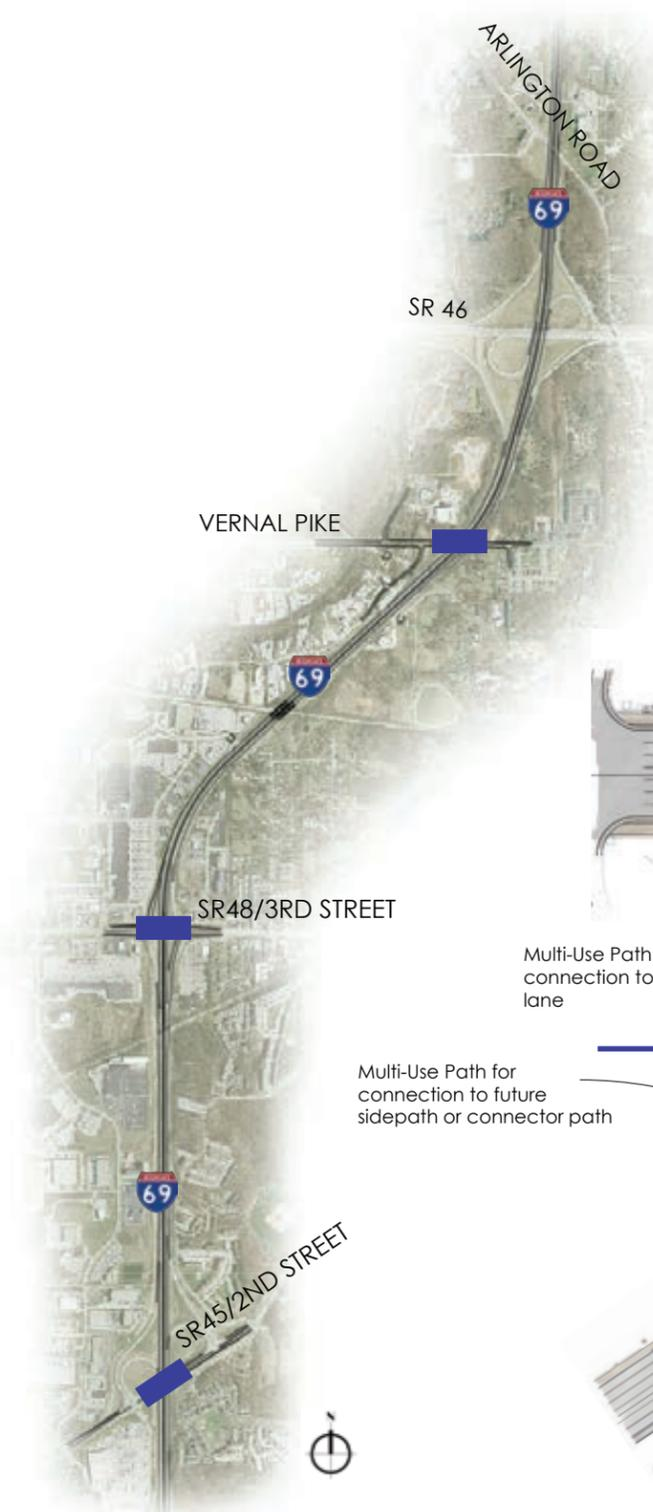 ARLINGTON ROAD
69
SR 46
VERNAL PIKE
69
SR48/3RD STREET
Multi-Use Path
connection to
lane
Multi-Use Path for
connection to future
sidepath or connector path
69
SR45/2ND STREET
N